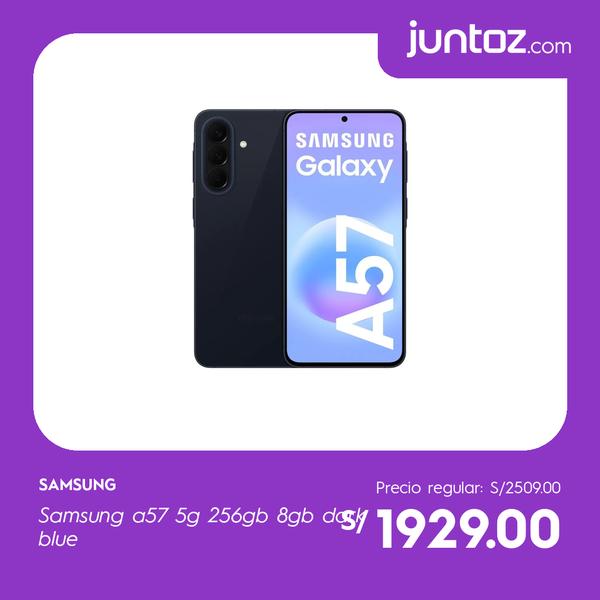 juntoz.com
SAMSUNG
Galaxy
A57
SAMSUNG
Samsung a57 5g 256gb 8gb dark
blue
Precio regular: S/2509.00
S/ 1929.00